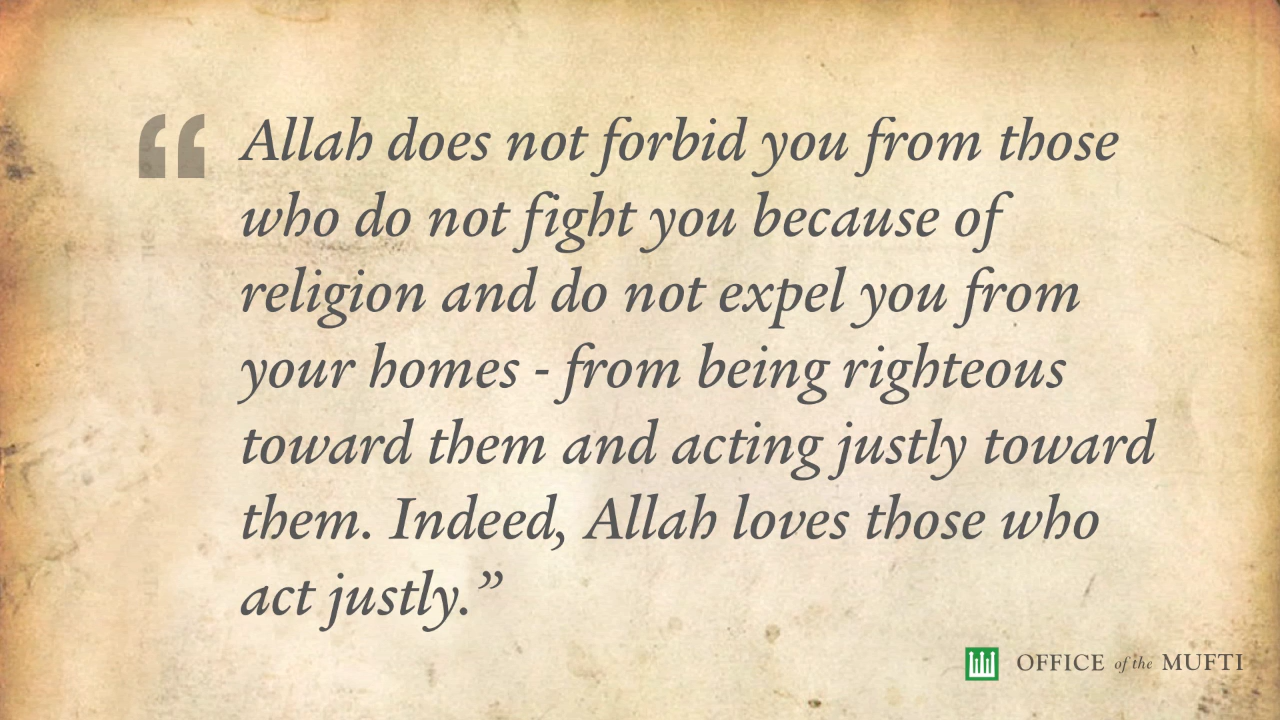 “ Allah does not forbid you from those
who do not fight you because of
religion and do not expel you from
your homes - from being righteous
toward them and acting justly toward
them. Indeed, Allah loves those who
act justly.”
OFFICE of the MUFTI